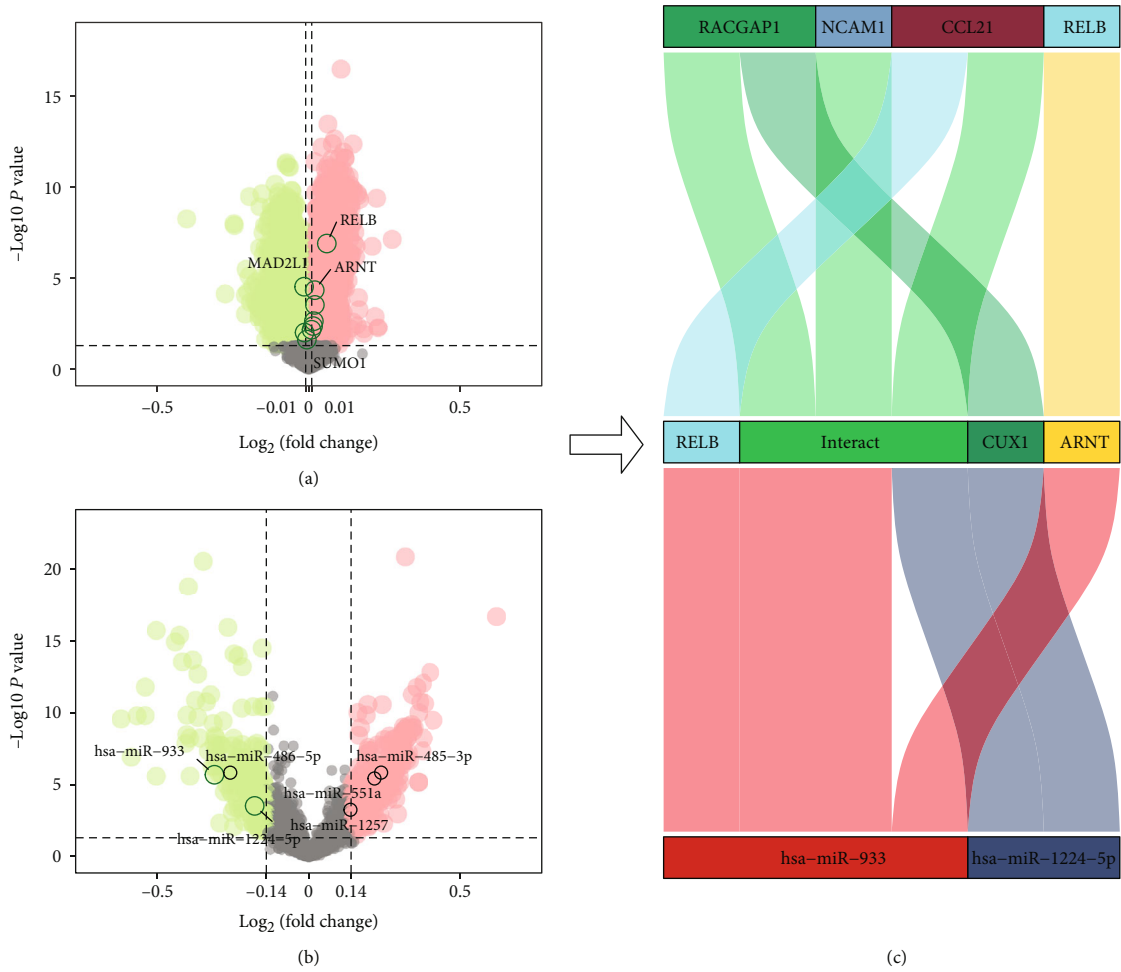 15
10
5
0
−Log10 P value
RELB
MAD2L1
ARNT
SUMO1
−0.5
−0.01
0
0.01
0.5
Log2 (fold change)
(a)
20
15
10
5
0
−Log10 P value
hsa−miR−933
hsa−miR−486−5p
hsa−miR−485−3p
hsa−miR−551a
hsa−miR−1257
hsa−miR−1224−5p
−0.5
−0.14
0
0.14
0.5
Log2 (fold change)
(b)
RACGAP1 NCAM1 CCL21 RELB
RELB Interact CUX1 ARNT
hsa−miR−933 hsa−miR−1224−5p
(c)